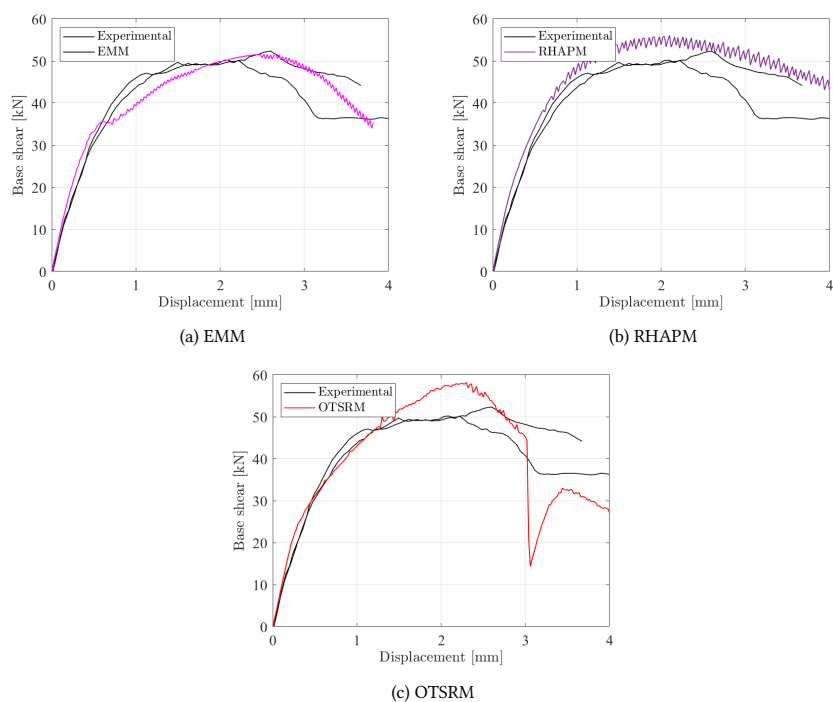 60
50
40
30
20
10
0
Base shear [kN]
Experimental
EMM
0 1 2 3 4
Displacement [mm]
(a) EMM
60
50
40
30
20
10
0
Base shear [kN]
Experimental
RHAPM
0 1 2 3 4
Displacement [mm]
(b) RHAPM
60
50
40
30
20
10
0
Base shear [kN]
Experimental
OTSRM
0 1 2 3 4
Displacement [mm]
(c) OTSRM